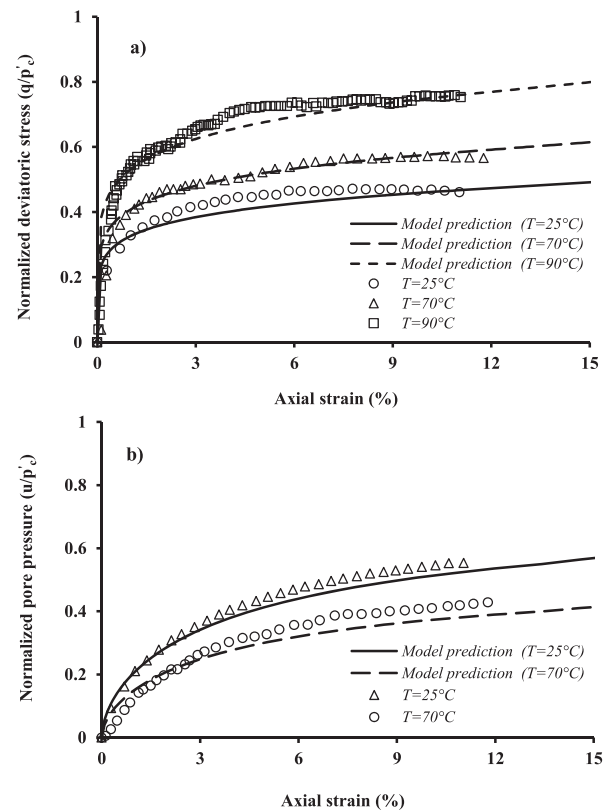 a)
Normalized deviatoric stress (q/p'c)
1
0.8
0.6
0.4
0.2
0
Model prediction (T=25°C)
Model prediction (T=70°C)
Model prediction (T=90°C)
T=25°C
T=70°C
T=90°C
0 3 6 9 12 15
Axial strain (%)
b)
Normalized pore pressure (u/p'c)
1
0.8
0.6
0.4
0.2
0
Model prediction (T=25°C)
Model prediction (T=70°C)
T=25°C
T=70°C
0 3 6 9 12 15
Axial strain (%)